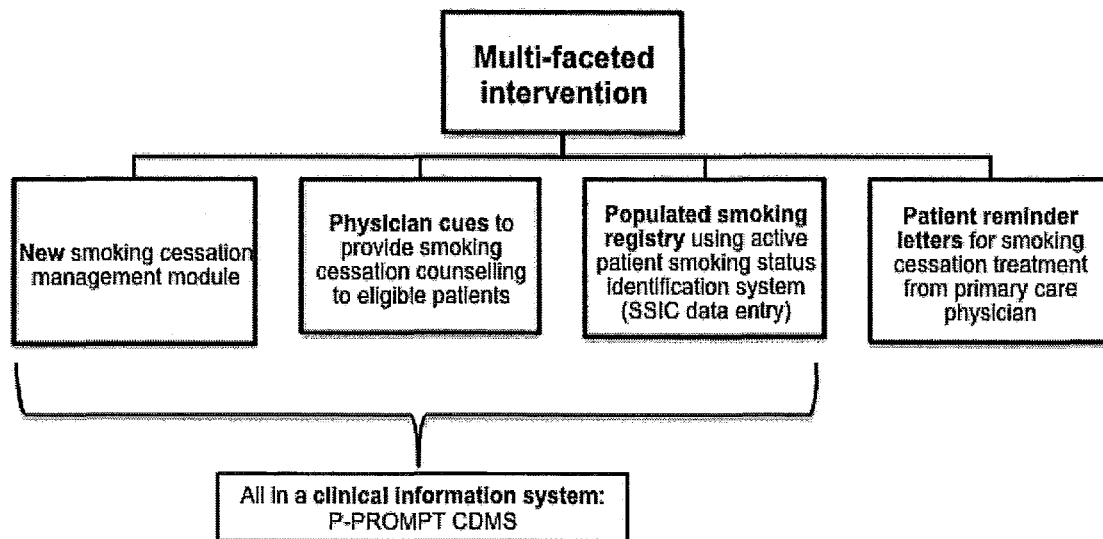 Multi-faceted
intervention
New smoking cessation
management module
Physician cues to
provide smoking
cessation counselling
to eligible patients
Populated smoking
registry using active
patient smoking status
identification system
(SSIC data entry)
Patient reminder
letters for smoking
cessation treatment
from primary care
physician
All in a clinical information system:
P-PROMPT CDMS